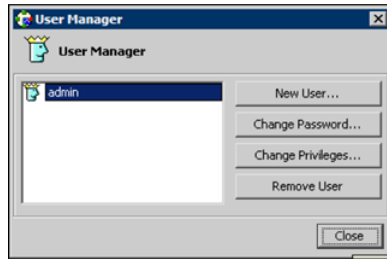 User Manager
User Manager
admin
New User...
Change Password...
Change Privileges...
Remove User
Close